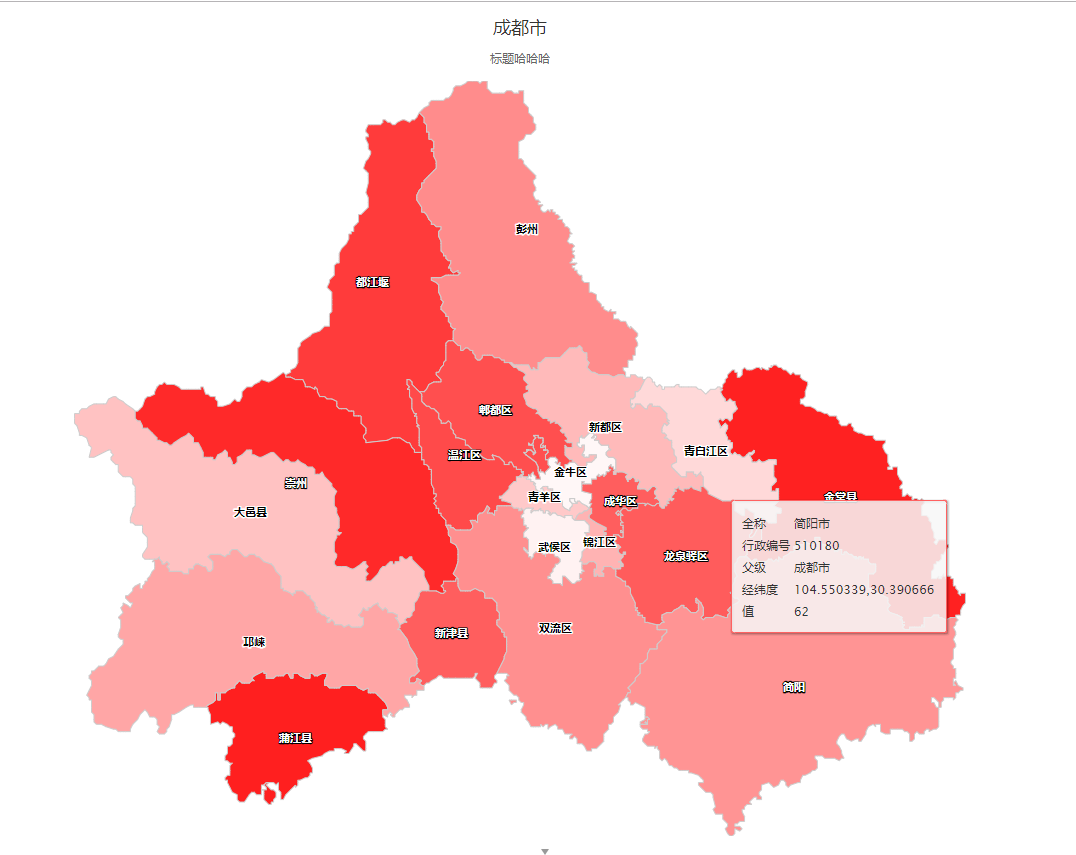 成都市
标题哈哈哈
彭州
都江堰
郫都区
新都区
青白江区
温江区
金牛区
崇州
青羊区
成华区
金堂县
大邑县
武侯区
锦江区
龙泉驿区
全称 简阳市
行政编号 510180
父级 成都市
经纬度 104.550339,30.390666
值 62
双流区
新津县
邛崃
简阳
蒲江县